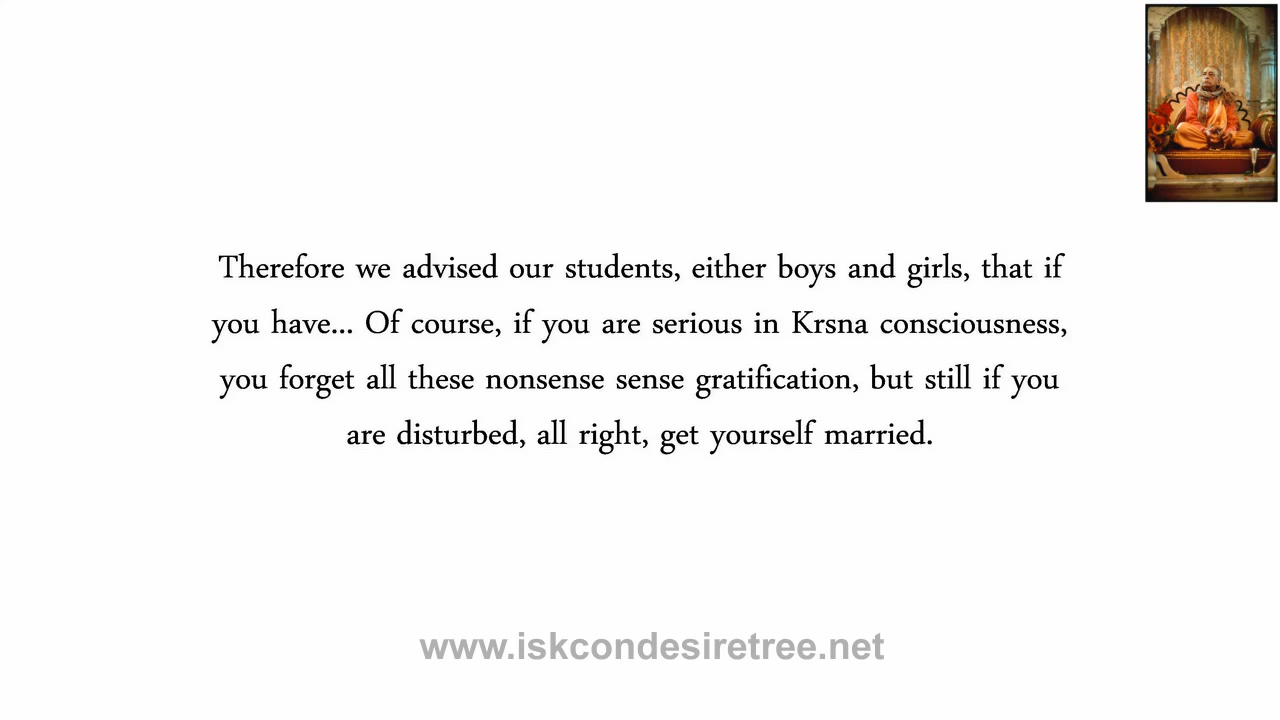 Therefore we advised our students, either boys and girls, that if
you have... Of course, if you are serious in Krsna consciousness,
you forget all these nonsense sense gratification, but still if you
are disturbed, all right, get yourself married.
www.iskcondesiretree.net